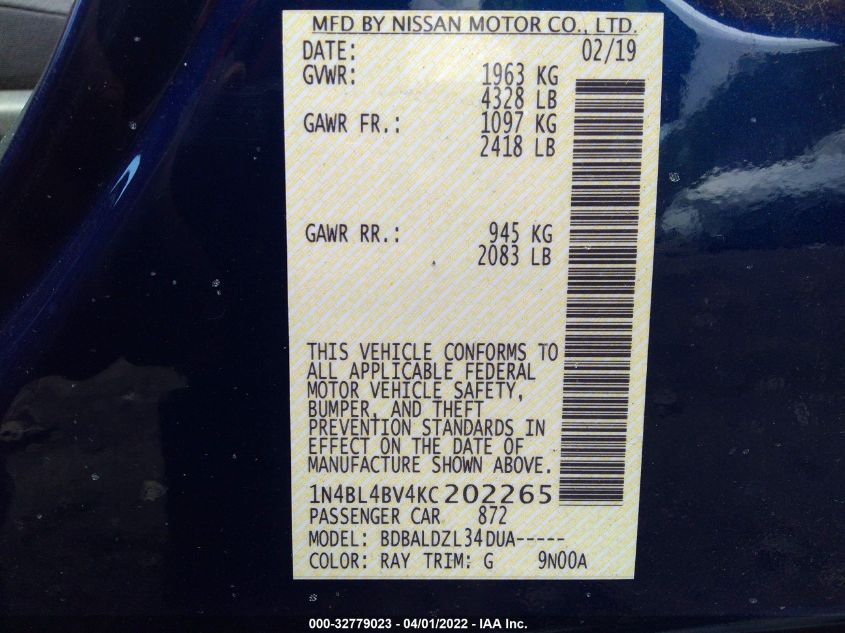 MFD BY NISSAN MOTOR CO., LTD.
DATE: 02/19
GVWR: 1963 KG
4328 LB
GAWR FR.: 1097 KG
2418 LB
GAWR RR.: 945 KG
2083 LB
THIS VEHICLE CONFORMS TO
ALL APPLICABLE FEDERAL
MOTOR VEHICLE SAFETY,
BUMPER, AND THEFT
PREVENTION STANDARDS IN
EFFECT ON THE DATE OF
MANUFACTURE SHOWN ABOVE.
1N4BL4BV4KC202265
PASSENGER CAR 872
MODEL: BDBALDZL34DUA-----
COLOR: RAY TRIM: G 9N00A
000-32779023 - 04/01/2022 - IAA Inc.